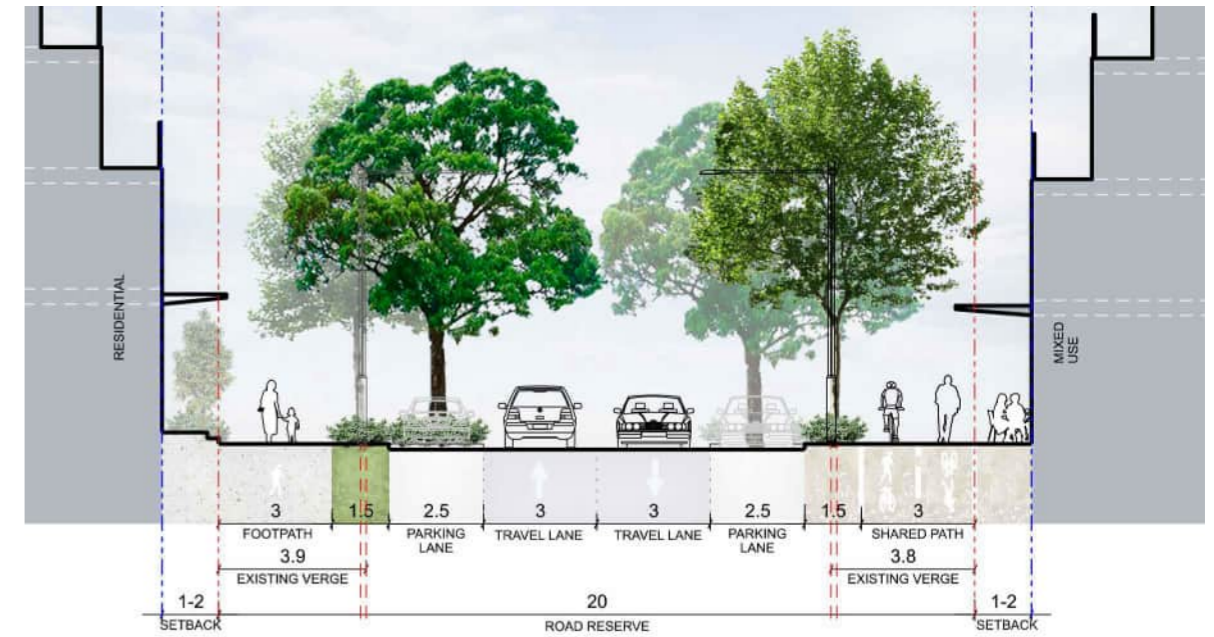 RESIDENTIAL
MIXED
USE
3
1.5
2.5
3
3
2.5
1.5
3
FOOTPATH
PARKING
LANE
TRAVEL LANE
TRAVEL LANE
PARKING
LANE
SHARED PATH
3.9
EXISTING VERGE
3.8
EXISTING VERGE
1-2
SETBACK
20
ROAD RESERVE
1-2
SETBACK